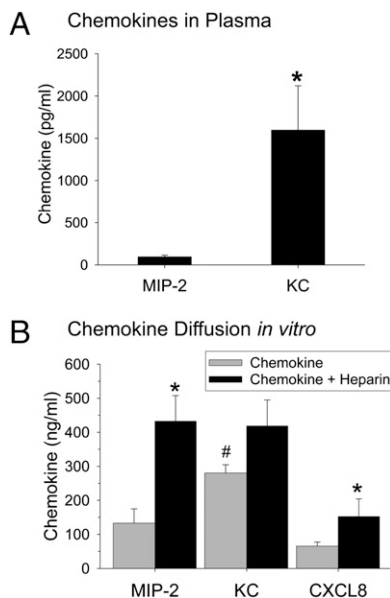 A Chemokines in Plasma
*
2500
2000
1500
1000
500
0
Chemokine (pg/ml)
MIP-2 KC
B Chemokine Diffusion in vitro
Chemokine
Chemokine + Heparin
600
500
400
300
200
100
0
Chemokine (ng/ml)
*
#
*
MIP-2 KC CXCL8